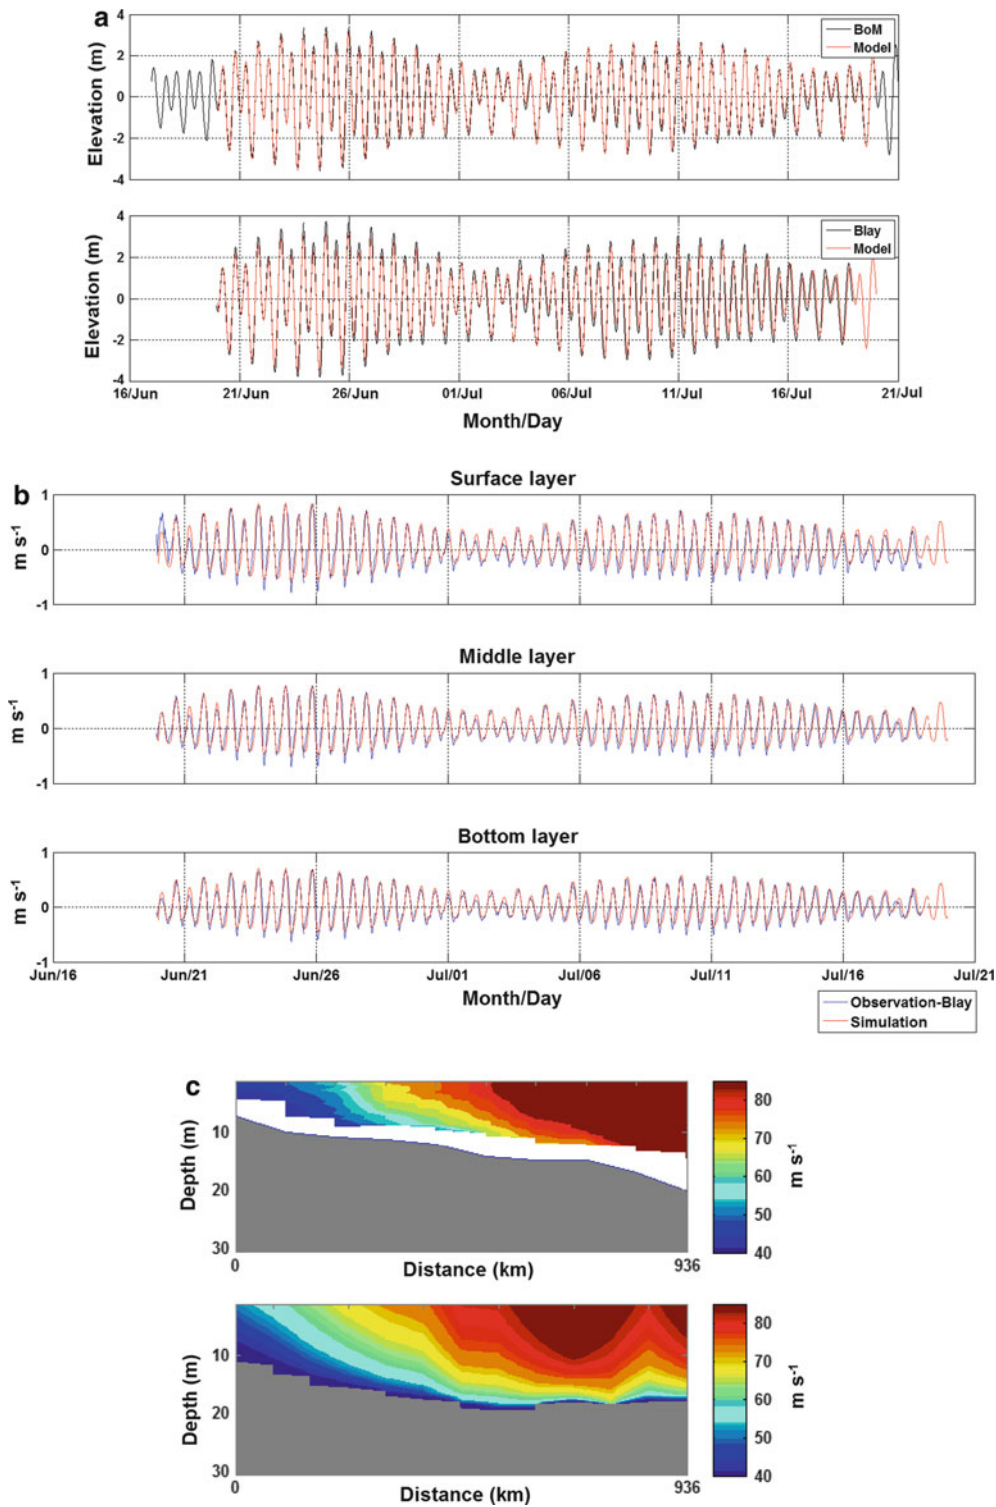 a
4
2
0
-2
-4
Elevation (m)
BoM
Model
4
2
0
-2
-4
Elevation (m)
Blay
Model
16/Jun 21/Jun 26/Jun 01/Jul 06/Jul 11/Jul 16/Jul 21/Jul
Month/Day
b
Surface layer
1
0
-1
m s-1
Middle layer
1
0
-1
m s-1
Bottom layer
1
0
-1
m s-1
Jun/16 Jun/21 Jun/26 Jul/01 Jul/06 Jul/11 Jul/16 Jul/21
Month/Day
Observation-Blay
Simulation
c
10
20
30
Depth (m)
0 936
Distance (km)
80
70
60
50
40
m s-1
10
20
30
Depth (m)
0 936
Distance (km)
80
70
60
50
40
m s-1